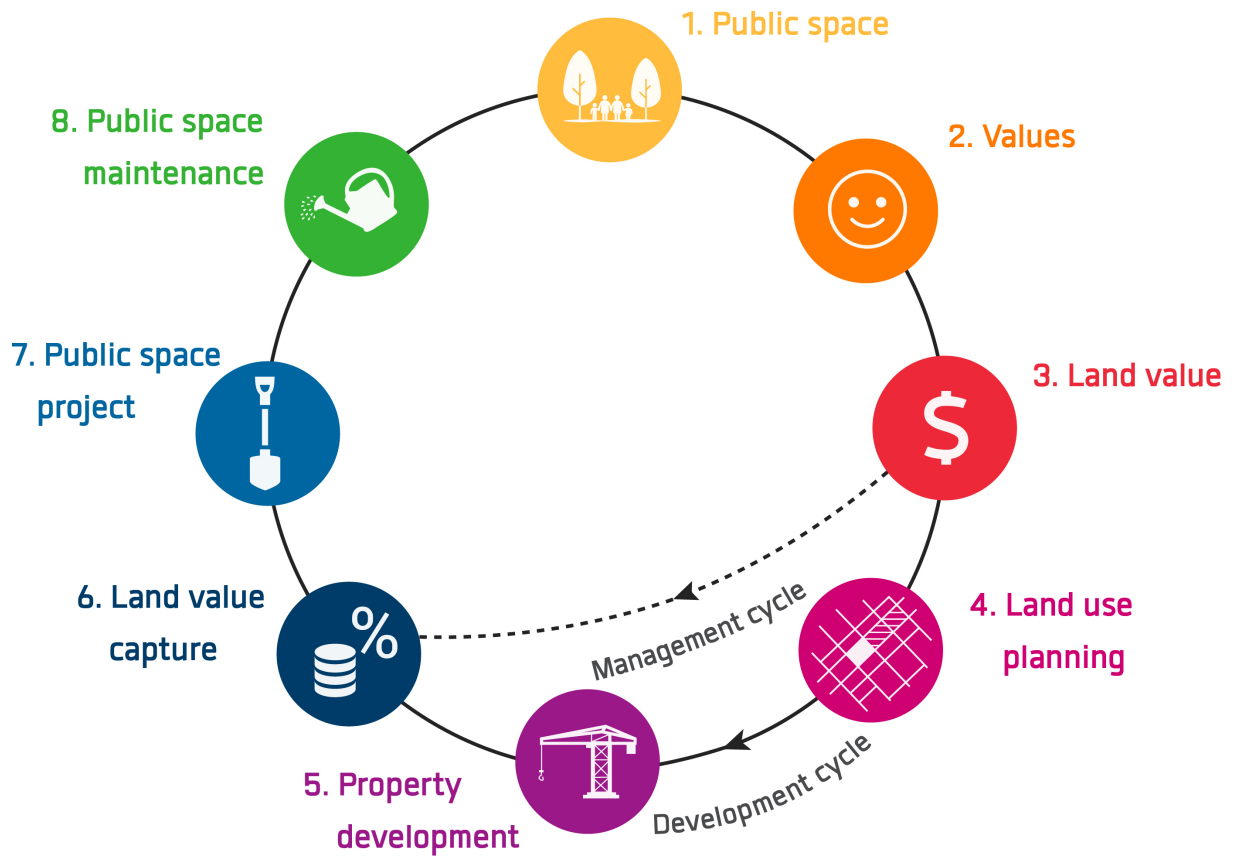 1. Public space
2. Values
3. Land value
$
4. Land use
planning
Management cycle
Development cycle
5. Property
development
6. Land value
capture
%
7. Public space
project
8. Public space
maintenance